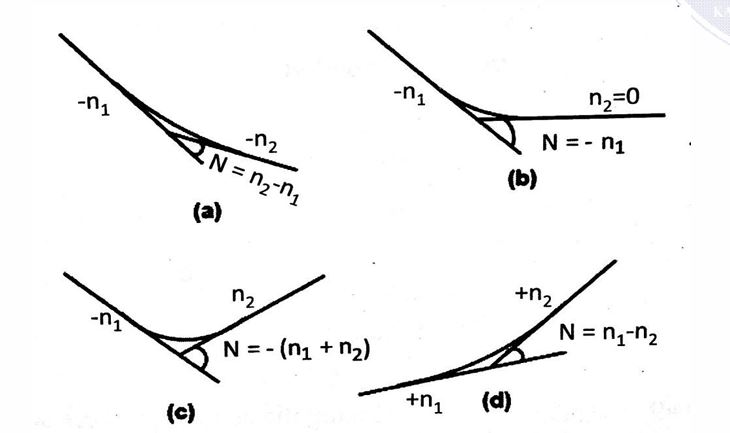 -n₁
-n₂
N = n₂-n₁
(a)
-n₁
n₂=0
N = - n₁
(b)
-n₁
n₂
N = - (n₁ + n₂)
(c)
+n₂
N = n₁-n₂
+n₁
(d)